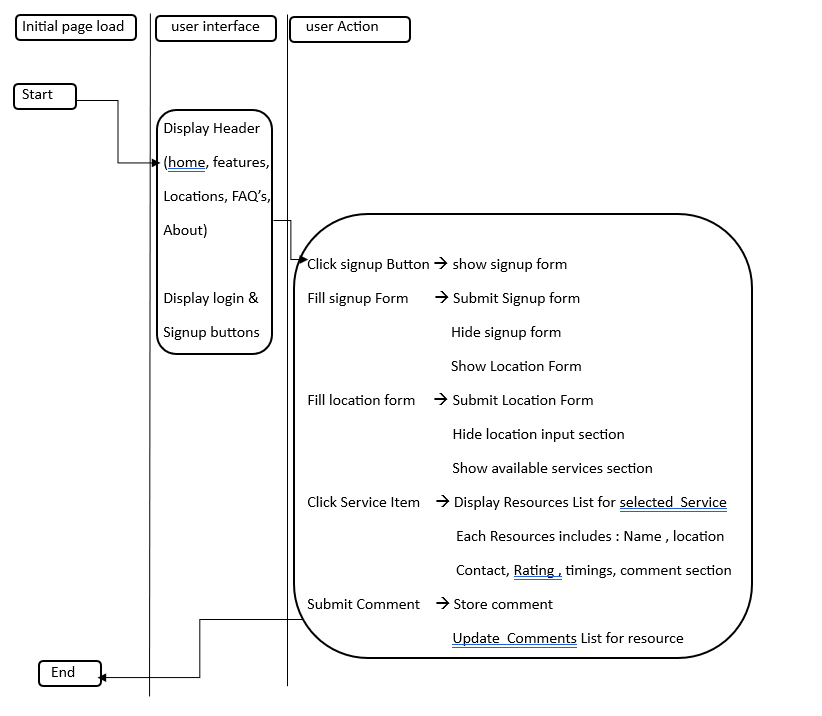 Initial page load
user interface
user Action
Start
Display Header
(home, features,
Locations, FAQ’s,
About)
Display login &
Signup buttons
Click signup Button → show signup form
Fill signup Form → Submit Signup form
Hide signup form
Show Location Form
Fill location form → Submit Location Form
Hide location input section
Show available services section
Click Service Item → Display Resources List for selected Service
Each Resources includes : Name , location
Contact, Rating , timings, comment section
Submit Comment → Store comment
Update Comments List for resource
End